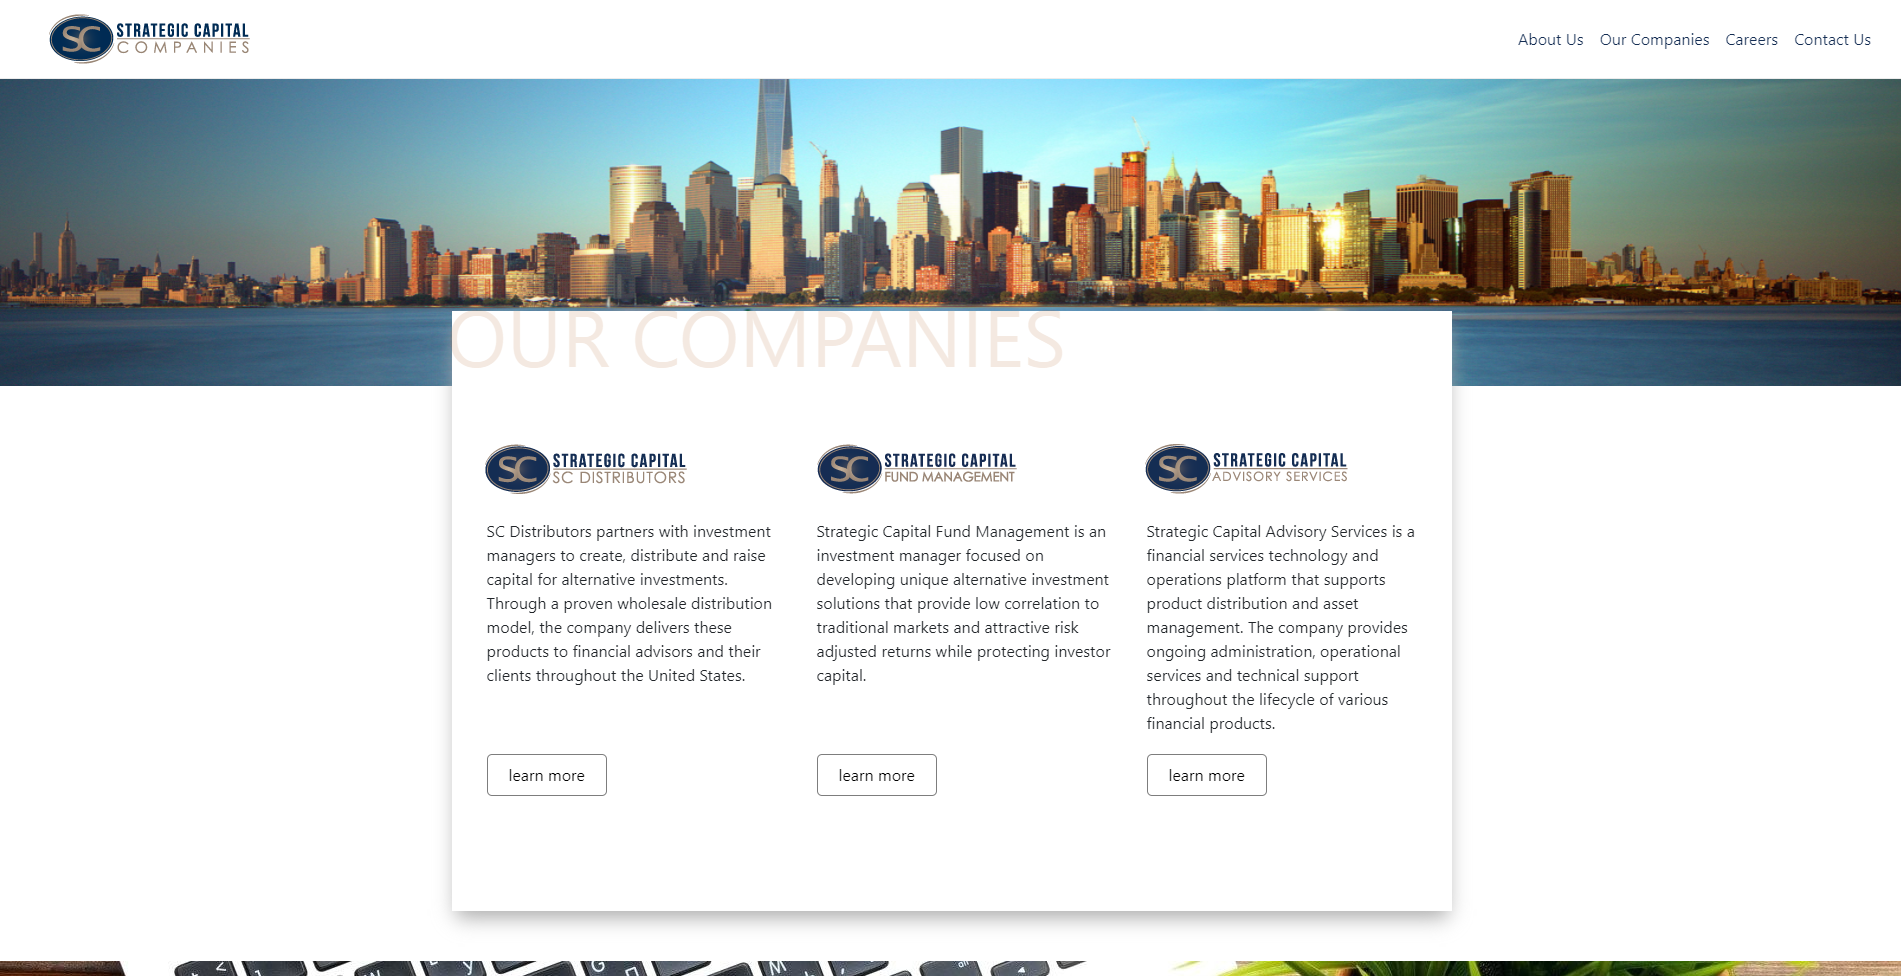 SC STRATEGIC CAPITAL
COMPANIES
About Us Our Companies Careers Contact Us
OUR COMPANIES
SC STRATEGIC CAPITAL
SC DISTRIBUTORS
SC Distributors partners with investment
managers to create, distribute and raise
capital for alternative investments.
Through a proven wholesale distribution
model, the company delivers these
products to financial advisors and their
clients throughout the United States.
learn more
SC STRATEGIC CAPITAL
FUND MANAGEMENT
Strategic Capital Fund Management is an
investment manager focused on
developing unique alternative investment
solutions that provide low correlation to
traditional markets and attractive risk
adjusted returns while protecting investor
capital.
learn more
SC STRATEGIC CAPITAL
ADVISORY SERVICES
Strategic Capital Advisory Services is a
financial services technology and
operations platform that supports
product distribution and asset
management. The company provides
ongoing administration, operational
services and technical support
throughout the lifecycle of various
financial products.
learn more